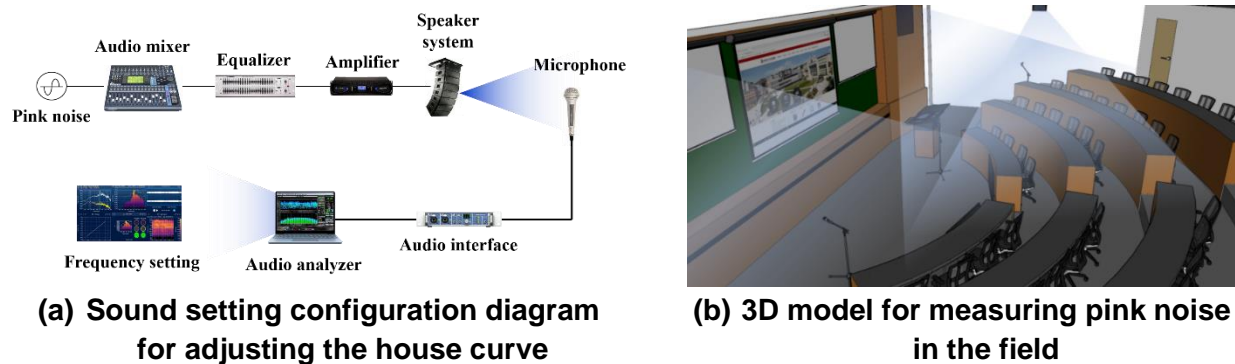 Speaker
system
Audio mixer
Equalizer
Amplifier
Microphone
Pink noise
Frequency setting
Audio analyzer
Audio interface
(a) Sound setting configuration diagram
for adjusting the house curve
(b) 3D model for measuring pink noise
in the field